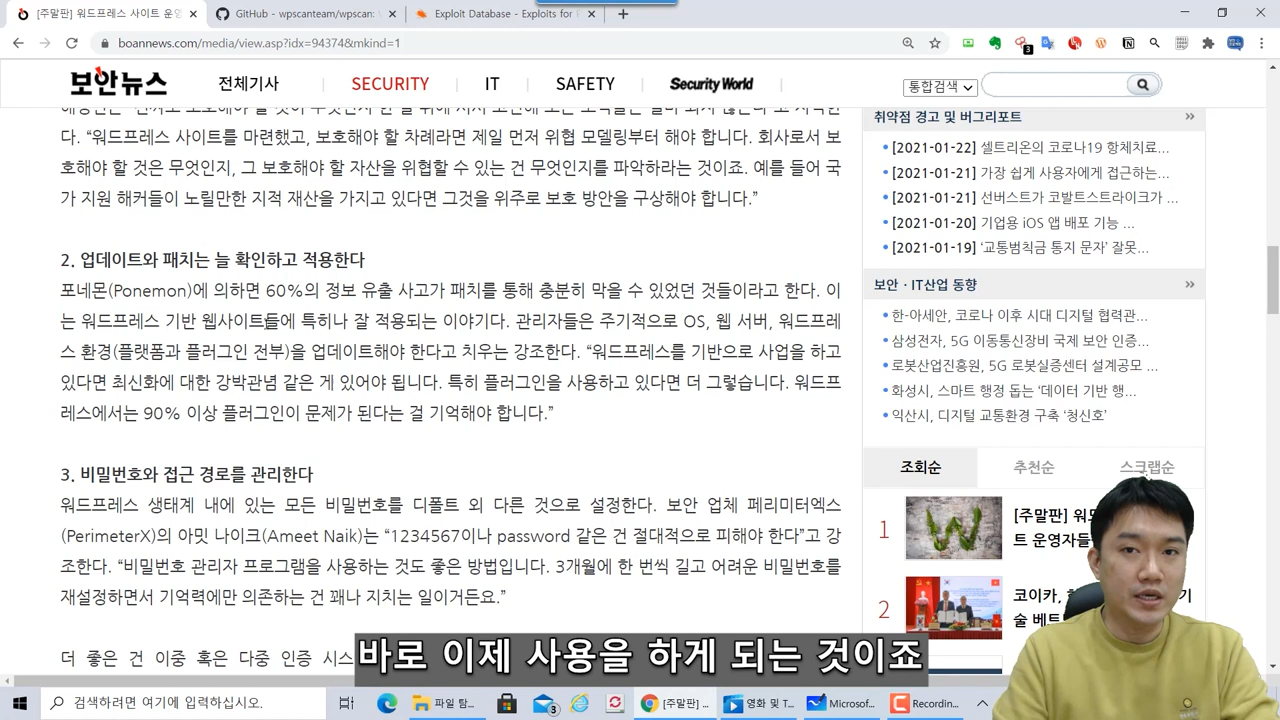 [주말판] 워드프레스 사이트 운영
GitHub - wpscanteam/wpscan:
Exploit Database - Exploits for
boannews.com/media/view.asp?idx=94374&mkind=1
3
보안뉴스
전체기사
SECURITY
IT
SAFETY
Security World
통합검색
다. “워드프레스 사이트를 마련했고, 보호해야 할 차례라면 제일 먼저 위협 모델링부터 해야 합니다. 회사로서 보
호해야 할 것은 무엇인지, 그 보호해야 할 자산을 위협할 수 있는 건 무엇인지를 파악하라는 것이죠. 예를 들어 국
가 지원 해커들이 노릴만한 지적 재산을 가지고 있다면 그것을 위주로 보호 방안을 구상해야 합니다.”
2. 업데이트와 패치는 늘 확인하고 적용한다
포네몬(Ponemon)에 의하면 60%의 정보 유출 사고가 패치를 통해 충분히 막을 수 있었던 것들이라고 한다. 이
는 워드프레스 기반 웹사이트들에 특히나 잘 적용되는 이야기다. 관리자들은 주기적으로 OS, 웹 서버, 워드프레
스 환경(플랫폼과 플러그인 전부)을 업데이트해야 한다고 치우는 강조한다. “워드프레스를 기반으로 사업을 하고
있다면 최신화에 대한 강박관념 같은 게 있어야 됩니다. 특히 플러그인을 사용하고 있다면 더 그렇습니다. 워드프
레스에서는 90% 이상 플러그인이 문제가 된다는 걸 기억해야 합니다.”
3. 비밀번호와 접근 경로를 관리한다
워드프레스 생태계 내에 있는 모든 비밀번호를 디폴트 외 다른 것으로 설정한다. 보안 업체 페리미터엑스
(PerimeterX)의 아밋 나이크(Ameet Naik)는 “1234567이나 password 같은 건 절대적으로 피해야 한다”고 강
조한다. “비밀번호 관리자 프로그램을 사용하는 것도 좋은 방법입니다. 3개월에 한 번씩 길고 어려운 비밀번호를
재설정하면서 기억력에만 의존하는 건 꽤나 지치는 일이거든요.”
더 좋은 건 이중 혹은 다중 인증 시스
취약점 경고 및 버그리포트
[2021-01-22] 셀트리온의 코로나19 항체치료...
[2021-01-21] 가장 쉽게 사용자에게 접근하는...
[2021-01-21] 선버스트가 코발트스트라이크가 ...
[2021-01-20] 기업용 iOS 앱 배포 기능 ...
[2021-01-19] ‘교통범칙금 통지 문자’ 잘못...
보안ㆍIT산업 동향
한-아세안, 코로나 이후 시대 디지털 협력관...
삼성전자, 5G 이동통신장비 국제 보안 인증...
로봇산업진흥원, 5G 로봇실증센터 설계공모 ...
화성시, 스마트 행정 돕는 ‘데이터 기반 행...
익산시, 디지털 교통환경 구축 ‘청신호’
조회순
추천순
스크랩순
1
[주말판] 워
트 운영자들
2
코이카,
술 베트
바로 이제 사용을 하게 되는 것이죠
검색하려면 여기에 입력하십시오.
파일 탐...
3
(주말판) ...
영화 및 T...
Microsof...
Recordin...